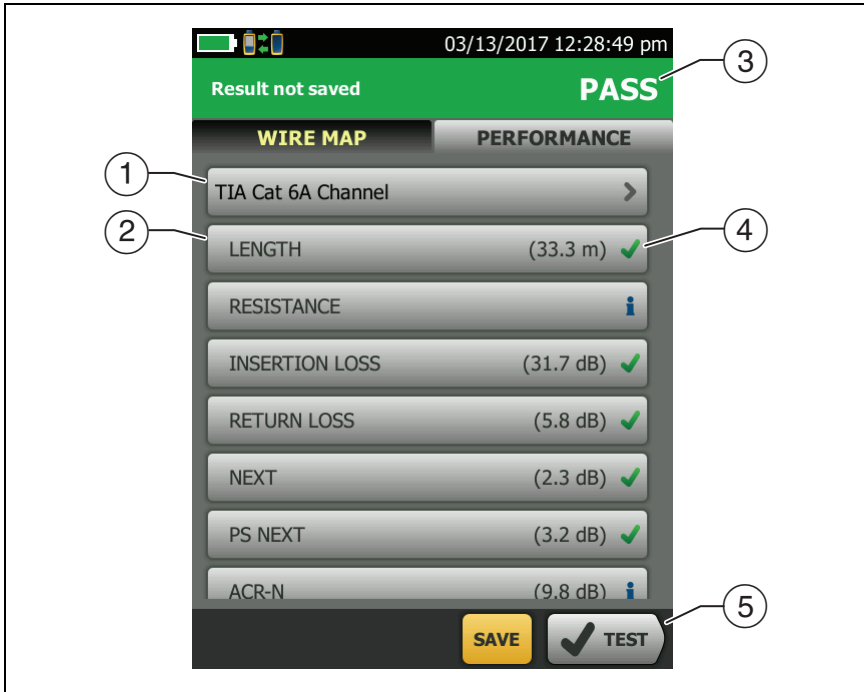 03/13/2017 12:28:49 pm
Result not saved PASS
3
WIRE MAP PERFORMANCE
1
TIA Cat 6A Channel
2
LENGTH (33.3 m)
4
RESISTANCE i
INSERTION LOSS (31.7 dB)
RETURN LOSS (5.8 dB)
NEXT (2.3 dB)
PS NEXT (3.2 dB)
ACR-N (9.8 dB) i
SAVE TEST
5